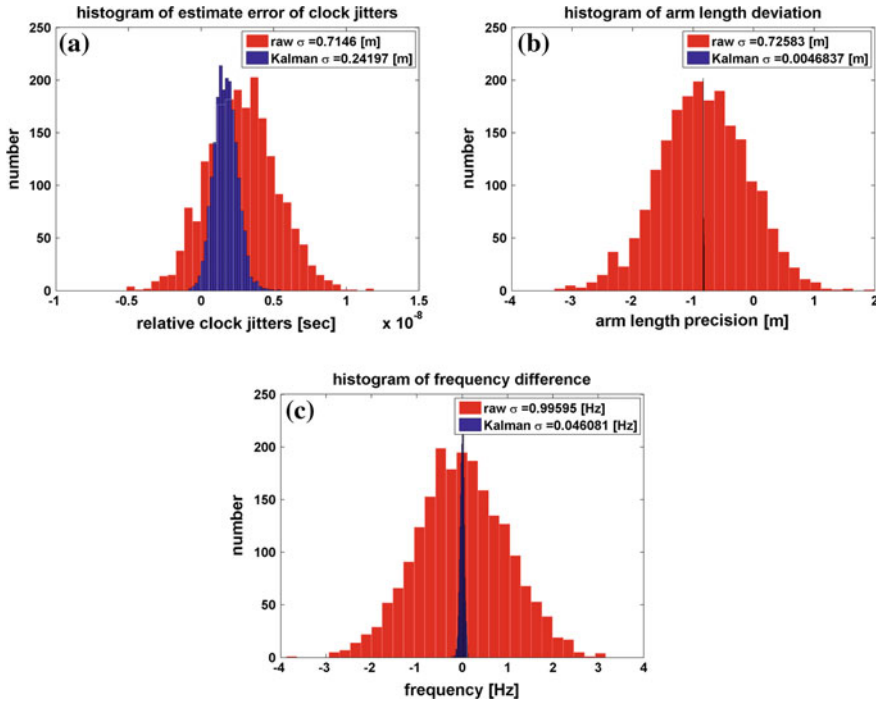 histogram of estimate error of clock jitters
(a)
raw σ =0.7146 [m]
Kalman σ =0.24197 [m]
number
250
200
150
100
50
0
-1
-0.5
0
0.5
1
1.5
x 10^-8
relative clock jitters [sec]
histogram of arm length deviation
(b)
raw σ =0.72583 [m]
Kalman σ =0.0046837 [m]
number
250
200
150
100
50
0
-4
-3
-2
-1
0
1
2
arm length precision [m]
histogram of frequency difference
(c)
raw σ =0.99595 [Hz]
Kalman σ =0.046081 [Hz]
number
250
200
150
100
50
0
-4
-3
-2
-1
0
1
2
3
4
frequency [Hz]